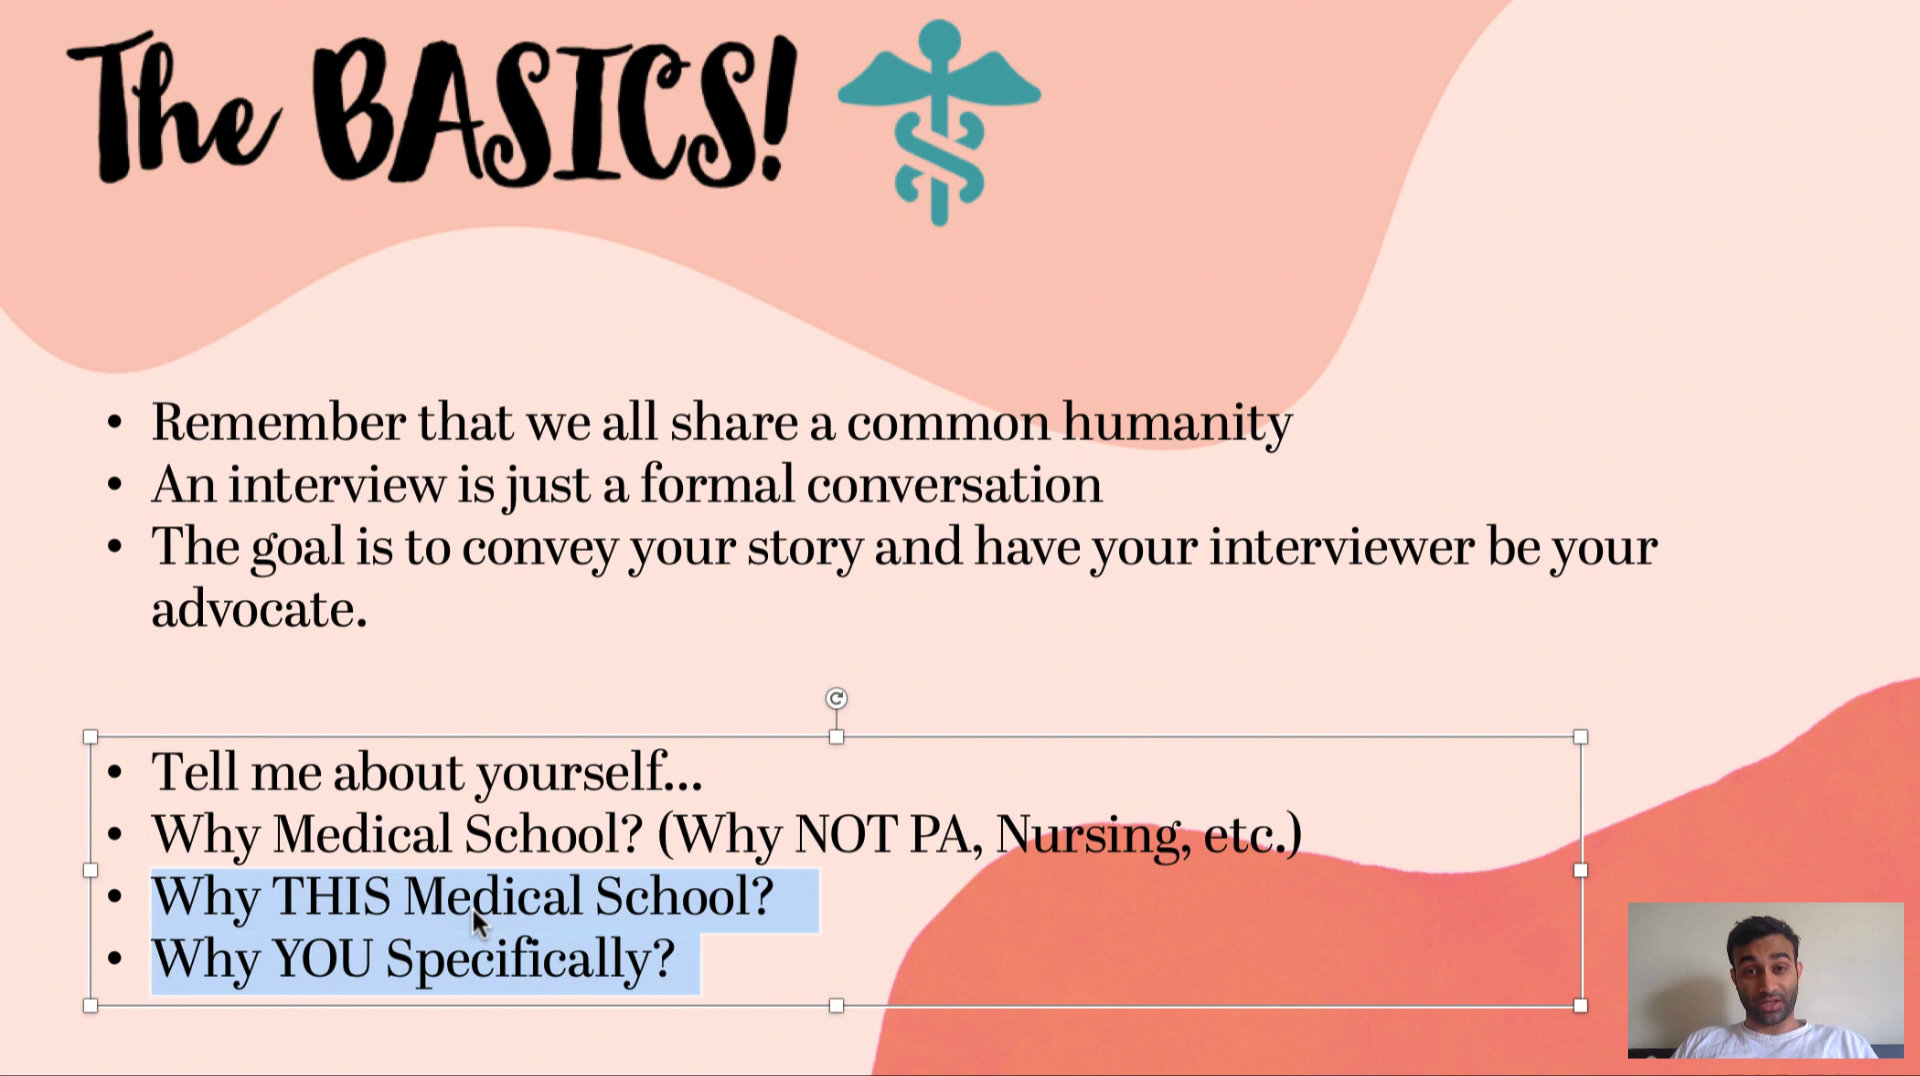 The BASICS!
• Remember that we all share a common humanity
• An interview is just a formal conversation
• The goal is to convey your story and have your interviewer be your
advocate.
• Tell me about yourself...
• Why Medical School? (Why NOT PA, Nursing, etc.)
• Why THIS Medical School?
• Why YOU Specifically?